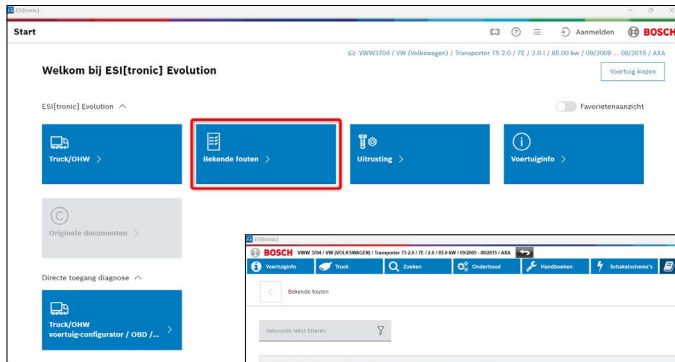 ESI[tronic]
Start
Anmelden
BOSCH
VWW3704 / VW (Volkswagen) / Transporter T5 2.0 / 7E / 2.0 l / 85.00 kw / 09/2009 ... 08/2015 / AXA
Welkom bij ESI[tronic] Evolution
Voertuig kiezen
ESI[tronic] Evolution
Favorietenaanzicht
Truck/OHW >
Bekende fouten >
Uitrusting >
Voertuiginfo >
Originele documenten >
ESI[tronic]
BOSCH VWW 3704 / VW (VOLKSWAGEN) / Transporter T5 2.0 / 7E / 2.0 / 85.0 kW / 09/2009 - 08/2015 / AXA
Voertuiginfo
Truck
Zoeken
Onderhoud
Handboeken
Schakelschema's
Bekende fouten
Directe toegang diagnose
Truck/OHW
voertuig-configurator / OBD /... >
Getoonde tekst filteren